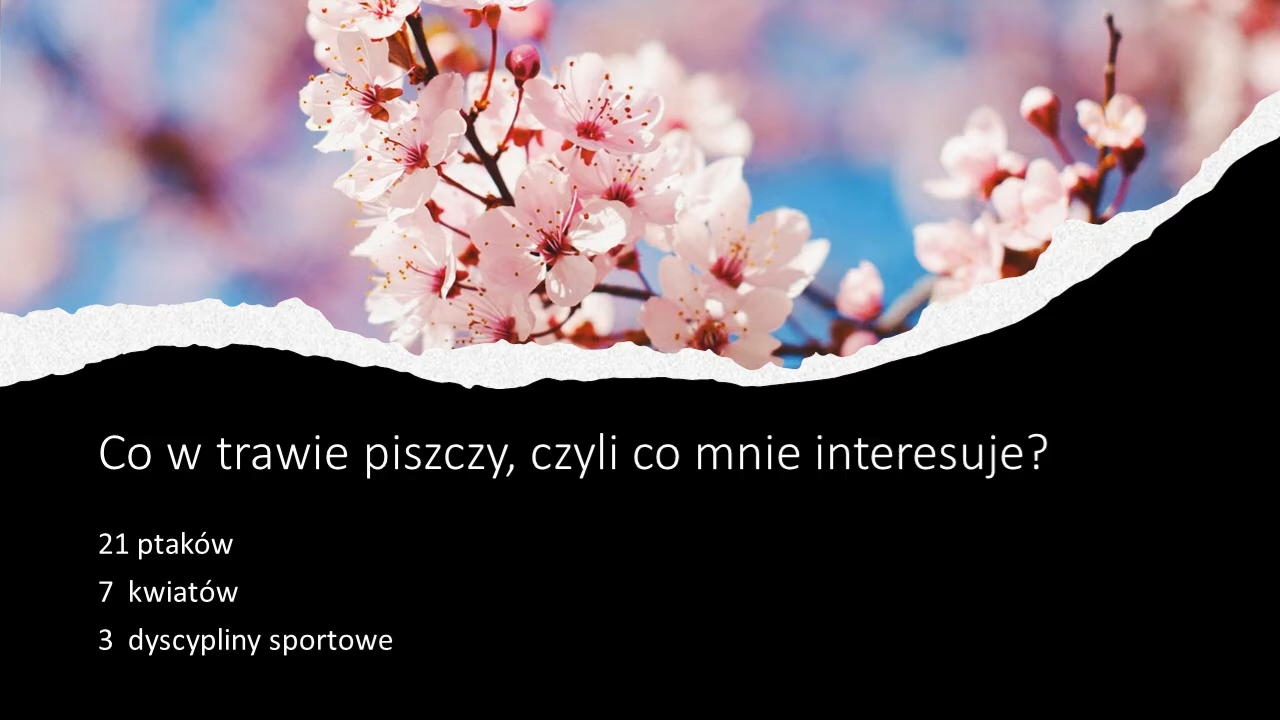 Co w trawie piszczy, czyli co mnie interesuje?
21 ptaków
7 kwiatów
3 dyscypliny sportowe